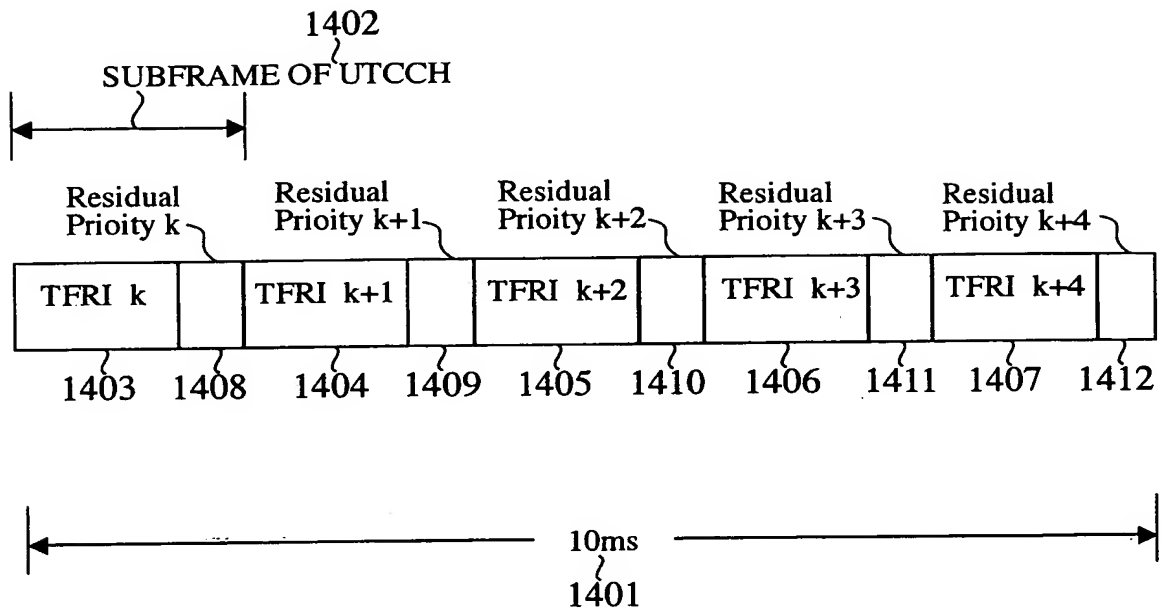 1402
SUBFRAME OF UTCCH
Residual
Prioity k
Residual
Prioity k+1
Residual
Prioity k+2
Residual
Prioity k+3
Residual
Prioity k+4
TFRI k
TFRI k+1
TFRI k+2
TFRI k+3
TFRI k+4
1403 1408 1404 1409 1405 1410 1406 1411 1407 1412
10ms
1401